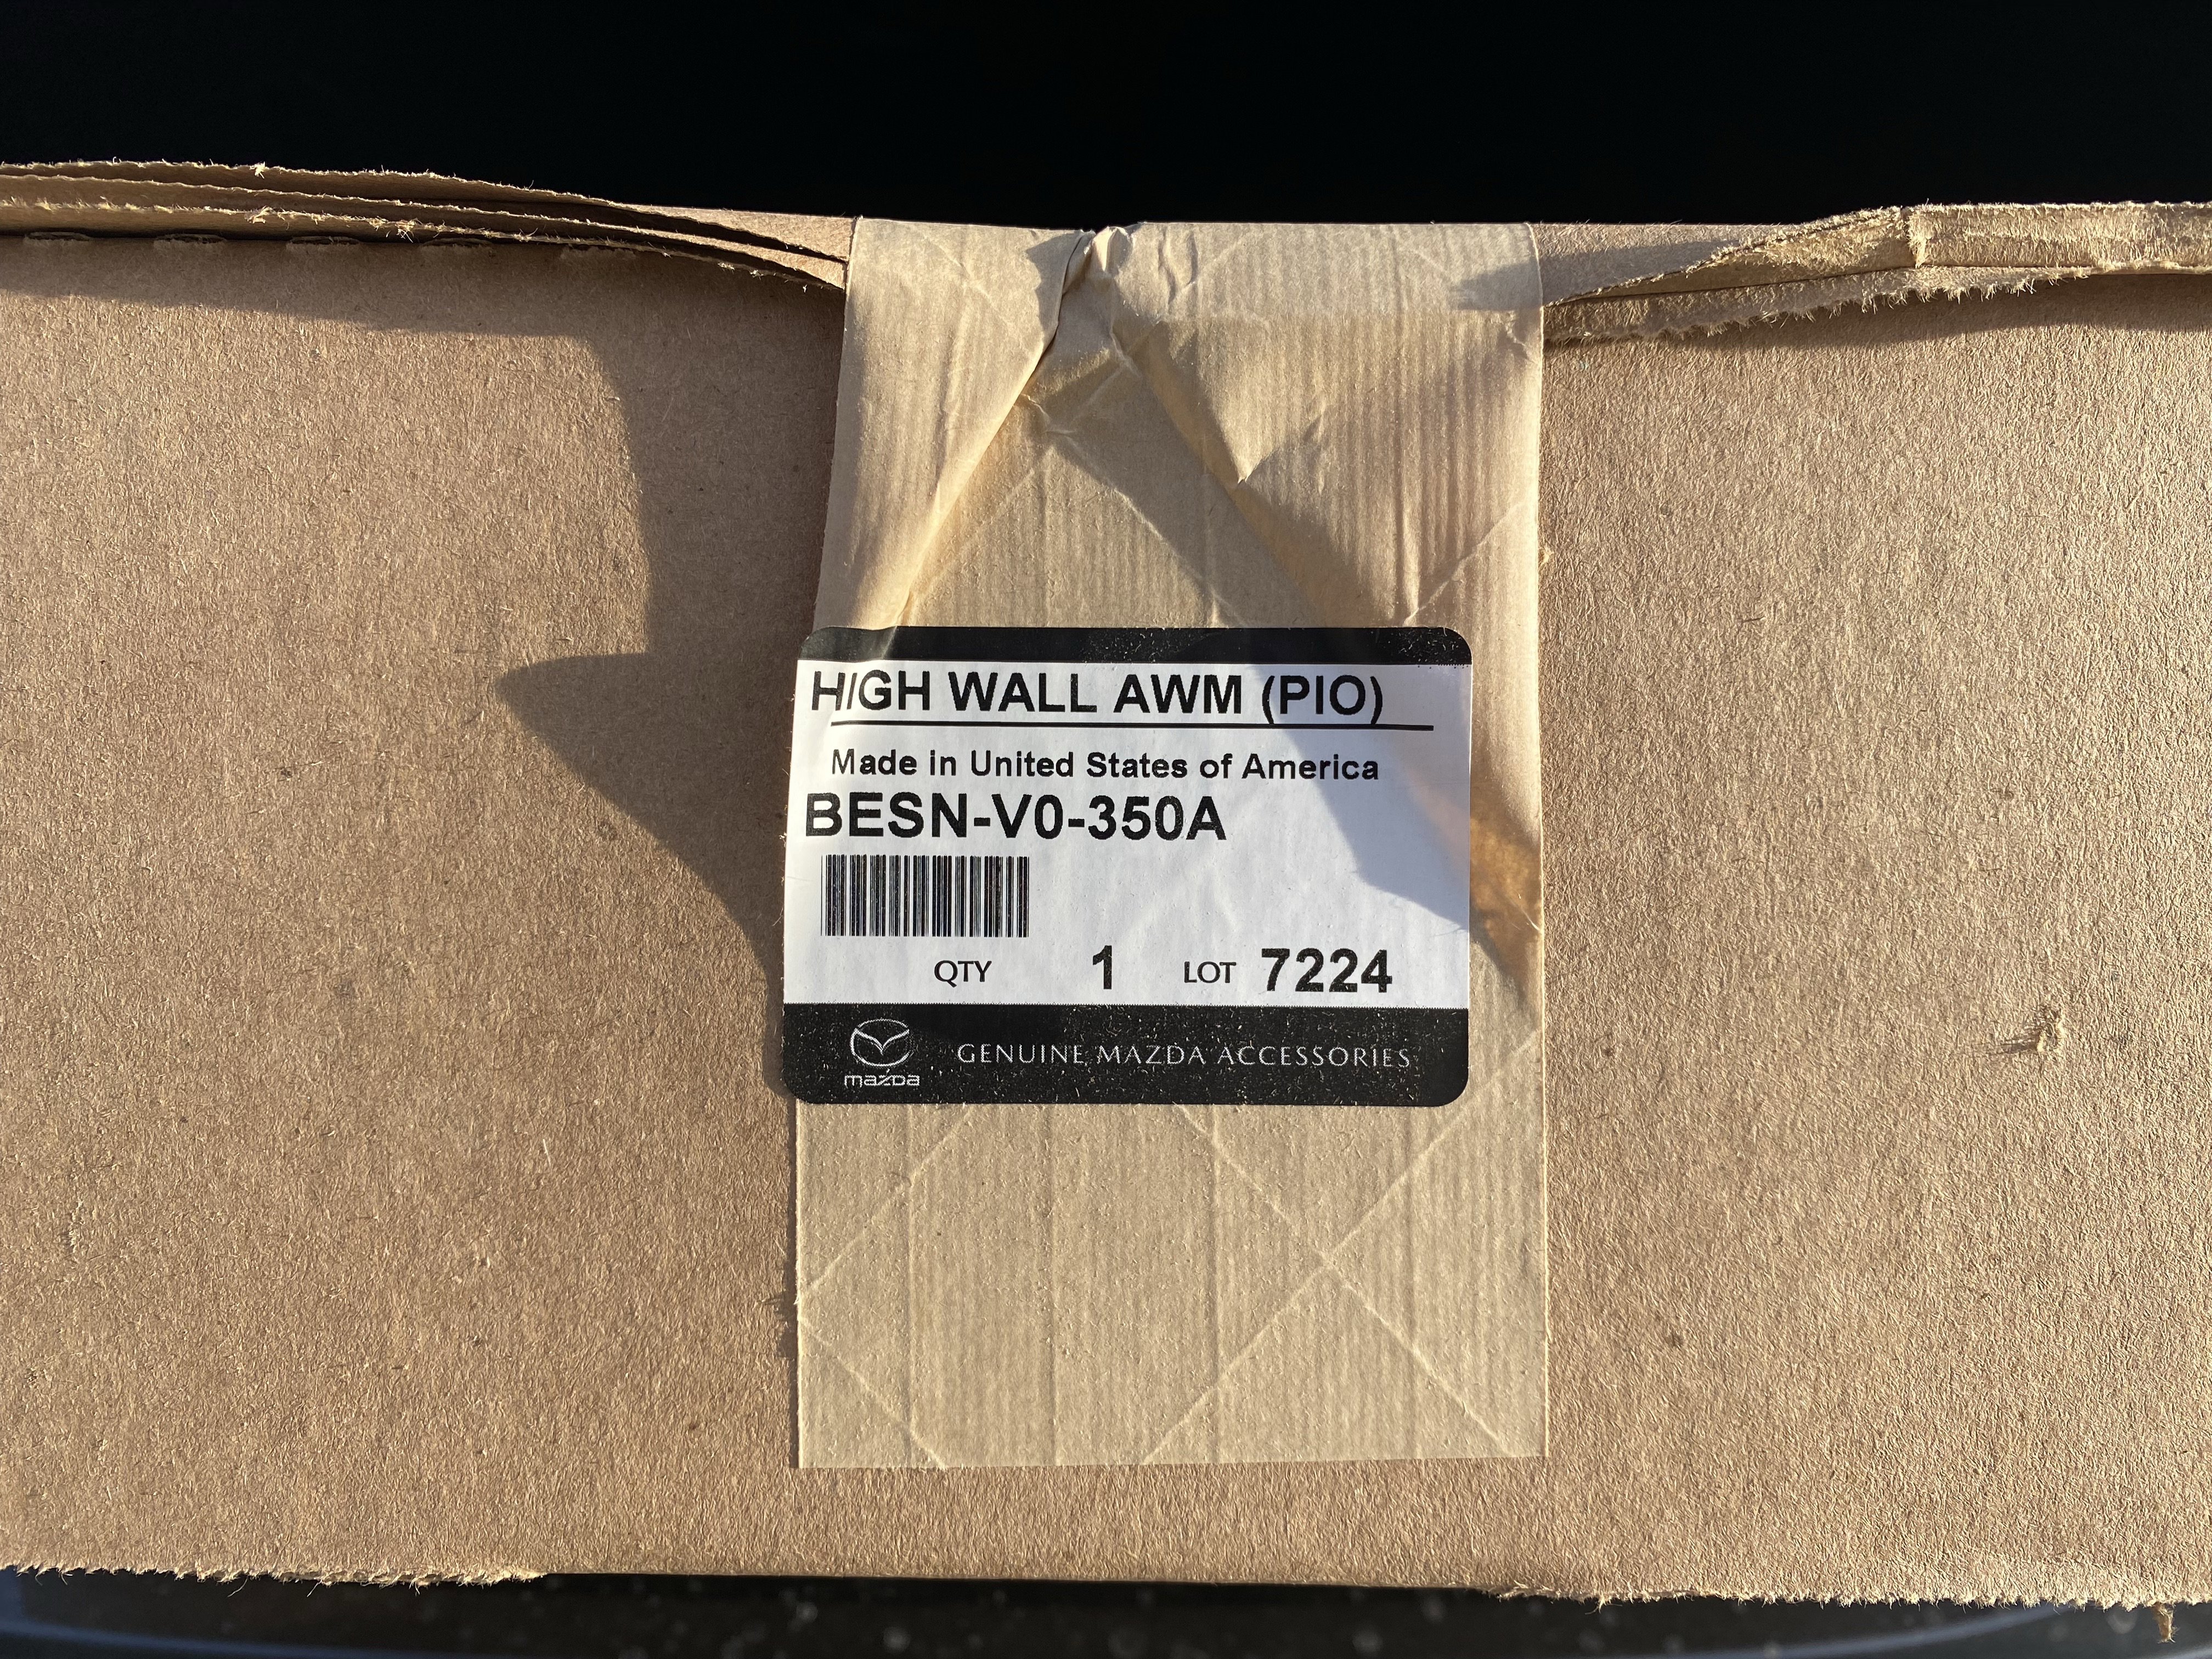 HIGH WALL AWM (PIO)
Made in United States of America
BESN-V0-350A
QTY 1 LOT 7224
mazda GENUINE MAZDA ACCESSORIES